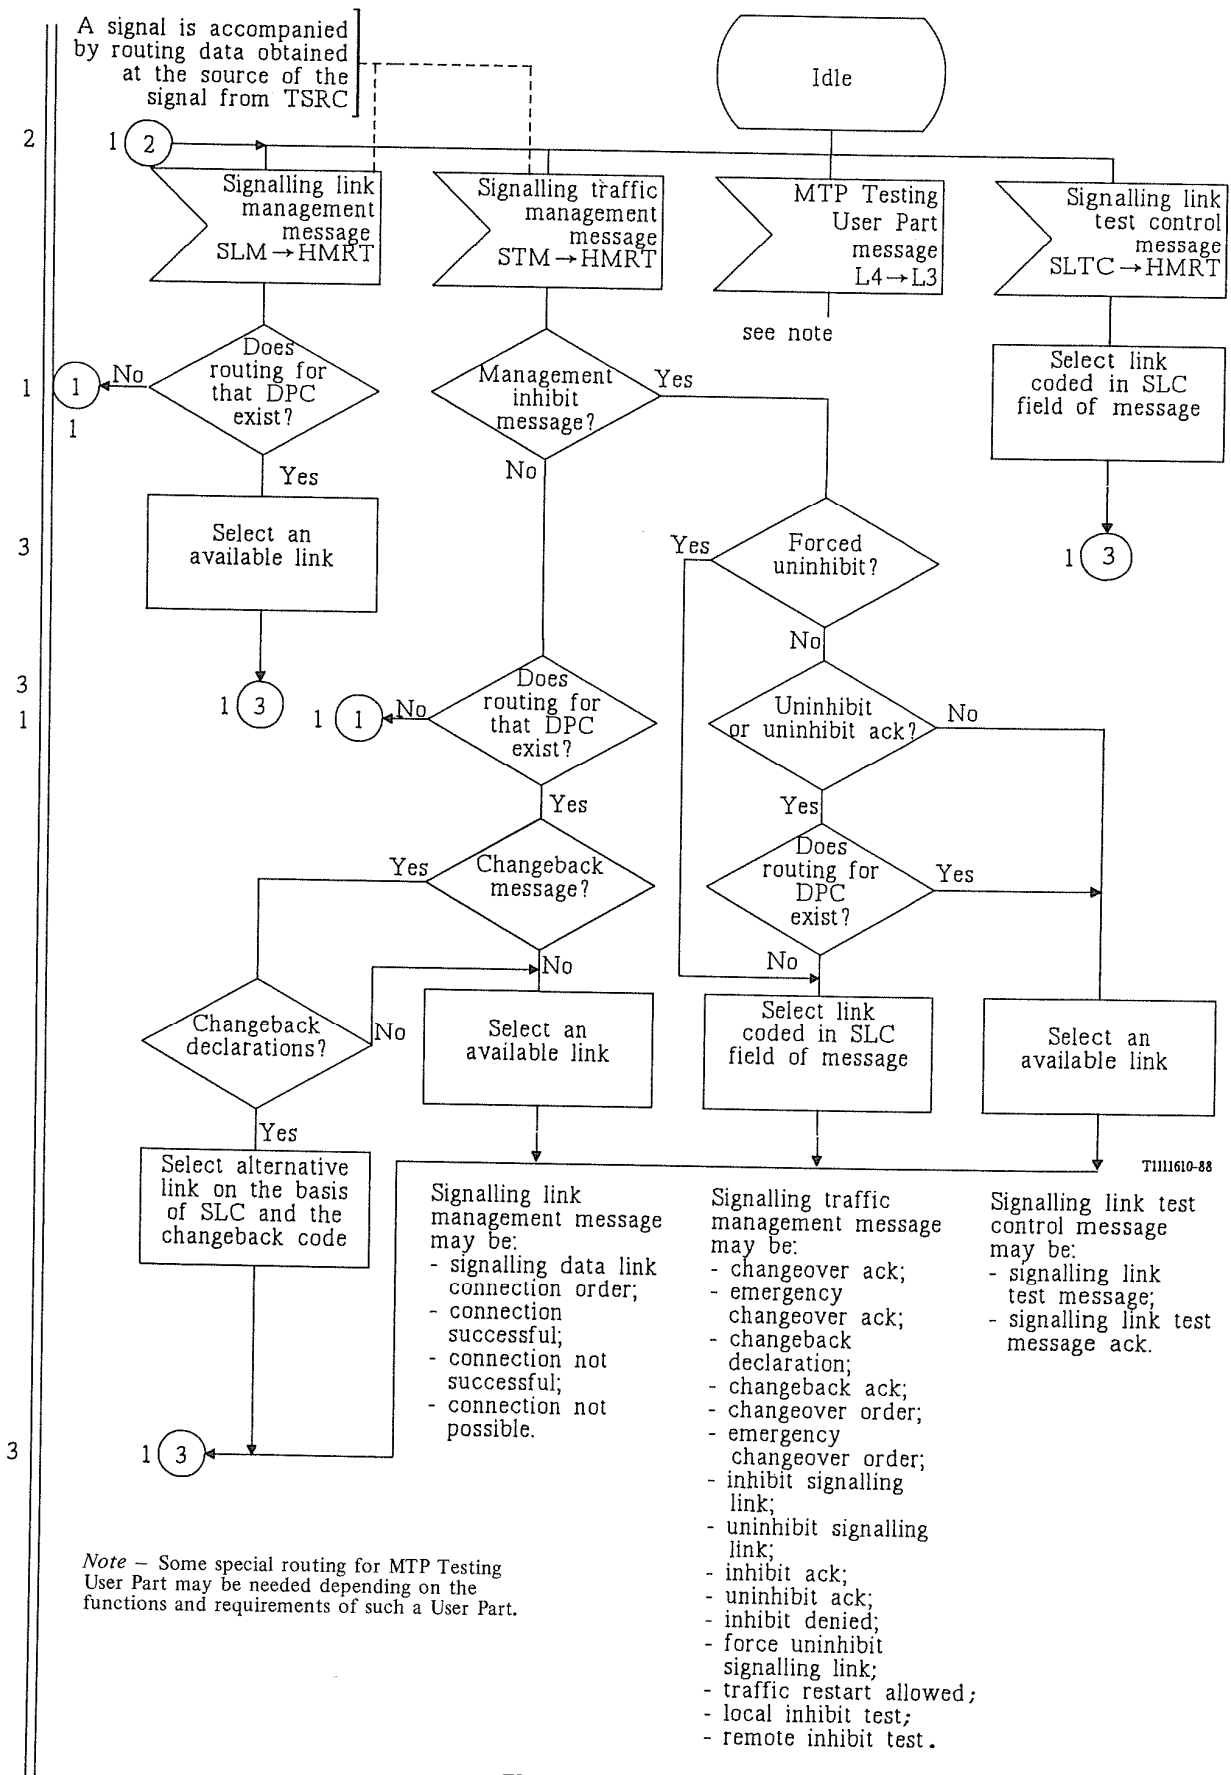 A signal is accompanied
by routing data obtained
at the source of the
signal from TSRC
Idle
2
1
2
Signalling link
management
message
SLM → HMRT
Signalling traffic
management
message
STM → HMRT
MTP Testing
User Part
message
L4 → L3
Signalling link
test control
message
SLTC → HMRT
see note
Does
routing for
that DPC
exist?
No
1
1
1
Yes
Management
inhibit
message?
Yes
No
Select link
coded in SLC
field of message
1
3
3
Select an
available link
Forced
uninhibit?
Yes
No
3
1
1
3
1
1
No
Does
routing for
that DPC
exist?
Yes
Uninhibit
or uninhibit ack?
No
Yes
Changeback
message?
Yes
No
Does
routing for
DPC
exist?
Yes
No
Changeback
declarations?
No
Yes
Select an
available link
Select link
coded in SLC
field of message
Select an
available link
Select alternative
link on the basis
of SLC and the
changeback code
T1111610-88
Signalling link
management message
may be:
- signalling data link
connection order;
- connection
successful;
- connection not
successful;
- connection not
possible.
Signalling traffic
management message
may be:
- changeover ack;
- emergency
changeover ack;
- changeback
declaration;
- changeback ack;
- changeover order;
- emergency
changeover order;
- inhibit signalling
link;
- uninhibit signalling
link;
- inhibit ack;
- uninhibit ack;
- inhibit denied;
- force uninhibit
signalling link;
- traffic restart allowed;
- local inhibit test;
- remote inhibit test.
Signalling link test
control message
may be:
- signalling link
test message;
- signalling link test
message ack.
3
1
3
Note – Some special routing for MTP Testing
User Part may be needed depending on the
functions and requirements of such a User Part.